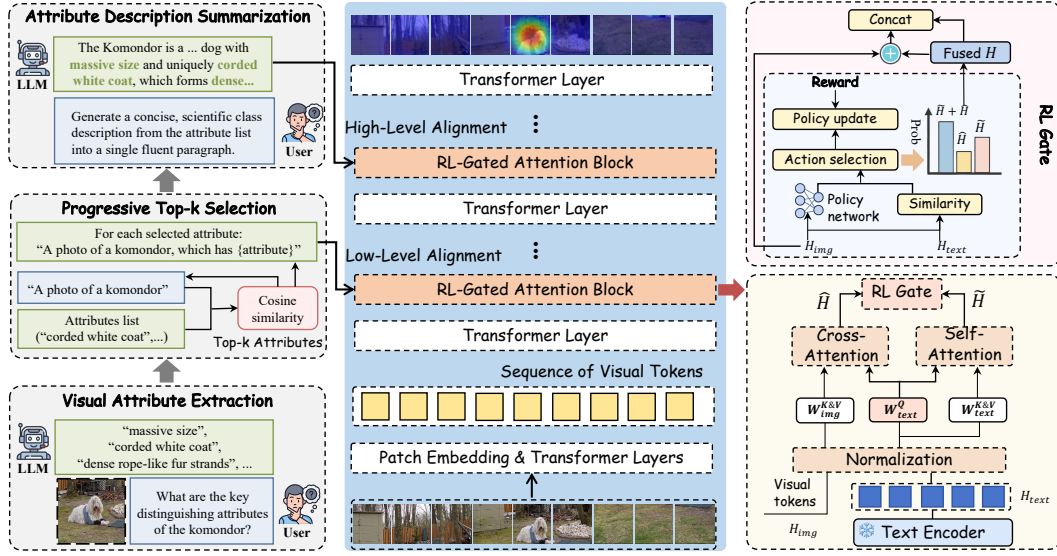 Attribute Description Summarization
The Komondor is a ... dog with
massive size and uniquely corded
white coat, which forms dense...
LLM
Generate a concise, scientific class
description from the attribute list
into a single fluent paragraph.
User
Progressive Top-k Selection
For each selected attribute:
“A photo of a komondor, which has {attribute}”
“A photo of a komondor”
Attributes list
(“corded white coat”,...)
Cosine
similarity
Top-k Attributes
Visual Attribute Extraction
“massive size”,
“corded white coat”,
“dense rope-like fur strands”, ...
LLM
What are the key
distinguishing attributes
of the komondor?
User
Transformer Layer
High-Level Alignment
RL-Gated Attention Block
Transformer Layer
Low-Level Alignment
RL-Gated Attention Block
Transformer Layer
Sequence of Visual Tokens
Patch Embedding & Transformer Layers
Concat
+
Fused H
Reward
Policy update
Action selection
Policy
network
Similarity
H_img
H_text
Prob
H̃ + Ĥ
Ĥ
H̃
RL Gate
Ĥ
RL Gate
H̃
Cross-
Attention
Self-
Attention
W_img^K&V
W_text^Q
W_text^K&V
Normalization
Visual
tokens
H_img
H_text
Text Encoder